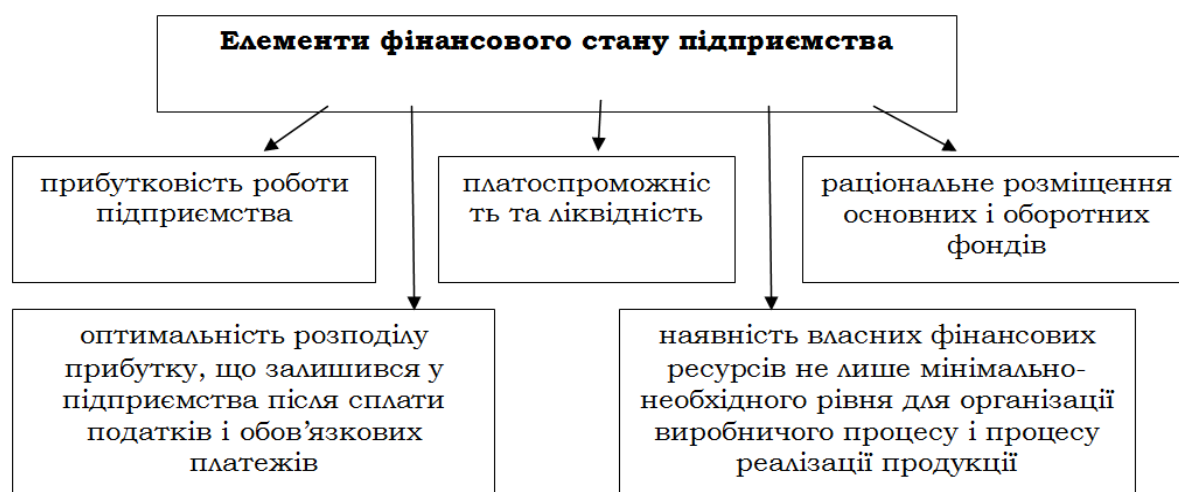 Елементи фінансового стану підприємства
прибутковість роботи
підприємства
платоспроможніс
ть та ліквідність
раціональне розміщення
основних і оборотних
фондів
оптимальність розподілу
прибутку, що залишився у
підприємства після сплати
податків і обов’язкових
платежів
наявність власних фінансових
ресурсів не лише мінімально-
необхідного рівня для організації
виробничого процесу і процесу
реалізації продукції